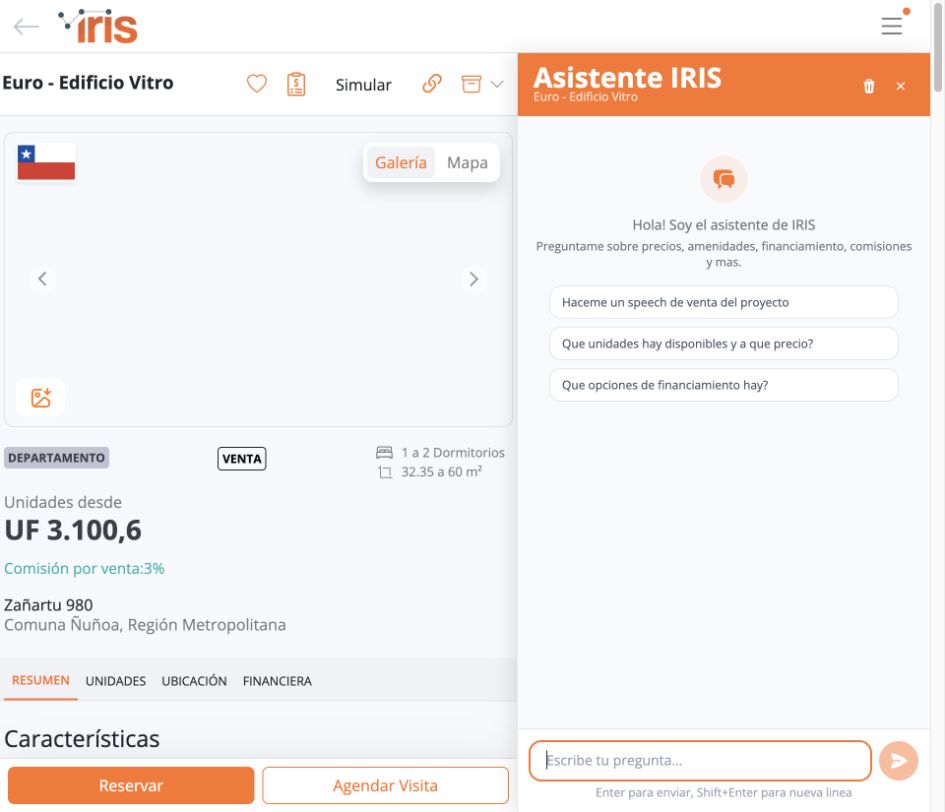 iris
Euro - Edificio Vitro
Simular
Galería
Mapa
DEPARTAMENTO
VENTA
1 a 2 Dormitorios
32.35 a 60 m²
Unidades desde
UF 3.100,6
Comisión por venta:3%
Zañartu 980
Comuna Ñuñoa, Región Metropolitana
RESUMEN
UNIDADES
UBICACIÓN
FINANCIERA
Características
Reservar
Agendar Visita
Asistente IRIS
Euro - Edificio Vitro
Hola! Soy el asistente de IRIS
Preguntame sobre precios, amenidades, financiamiento, comisiones
y mas.
Haceme un speech de venta del proyecto
Que unidades hay disponibles y a que precio?
Que opciones de financiamiento hay?
Escribe tu pregunta...
Enter para enviar, Shift+Enter para nueva linea